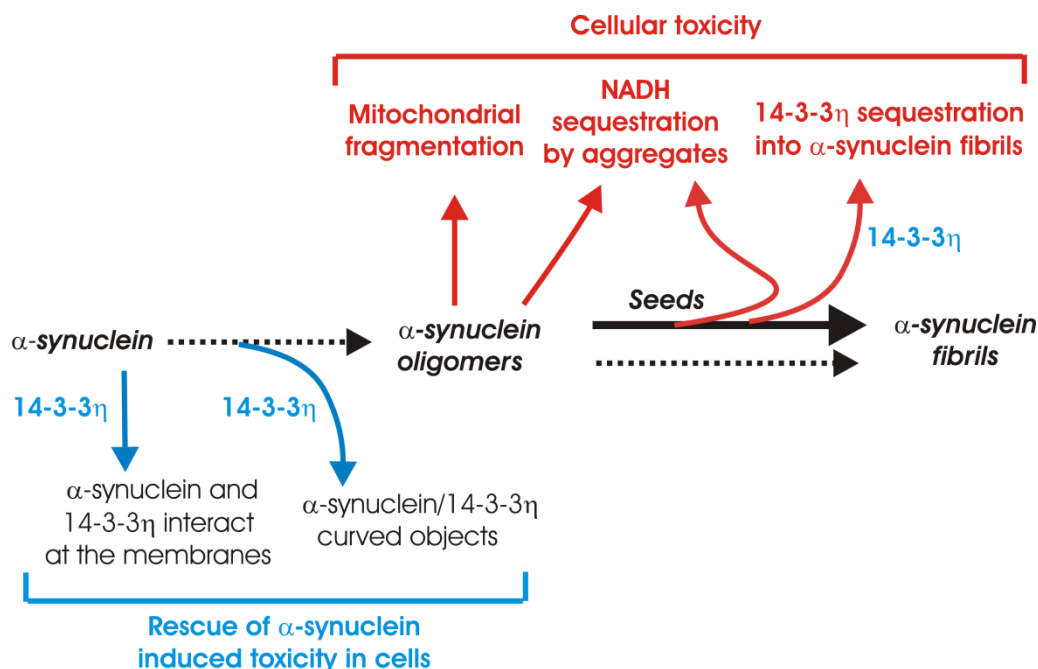 Cellular toxicity
Mitochondrial
fragmentation
NADH
sequestration
by aggregates
14-3-3η sequestration
into α-synuclein fibrils
14-3-3η
Seeds
α-synuclein
α-synuclein
oligomers
α-synuclein
fibrils
14-3-3η
14-3-3η
α-synuclein and
14-3-3η interact
at the membranes
α-synuclein/14-3-3η
curved objects
Rescue of α-synuclein
induced toxicity in cells